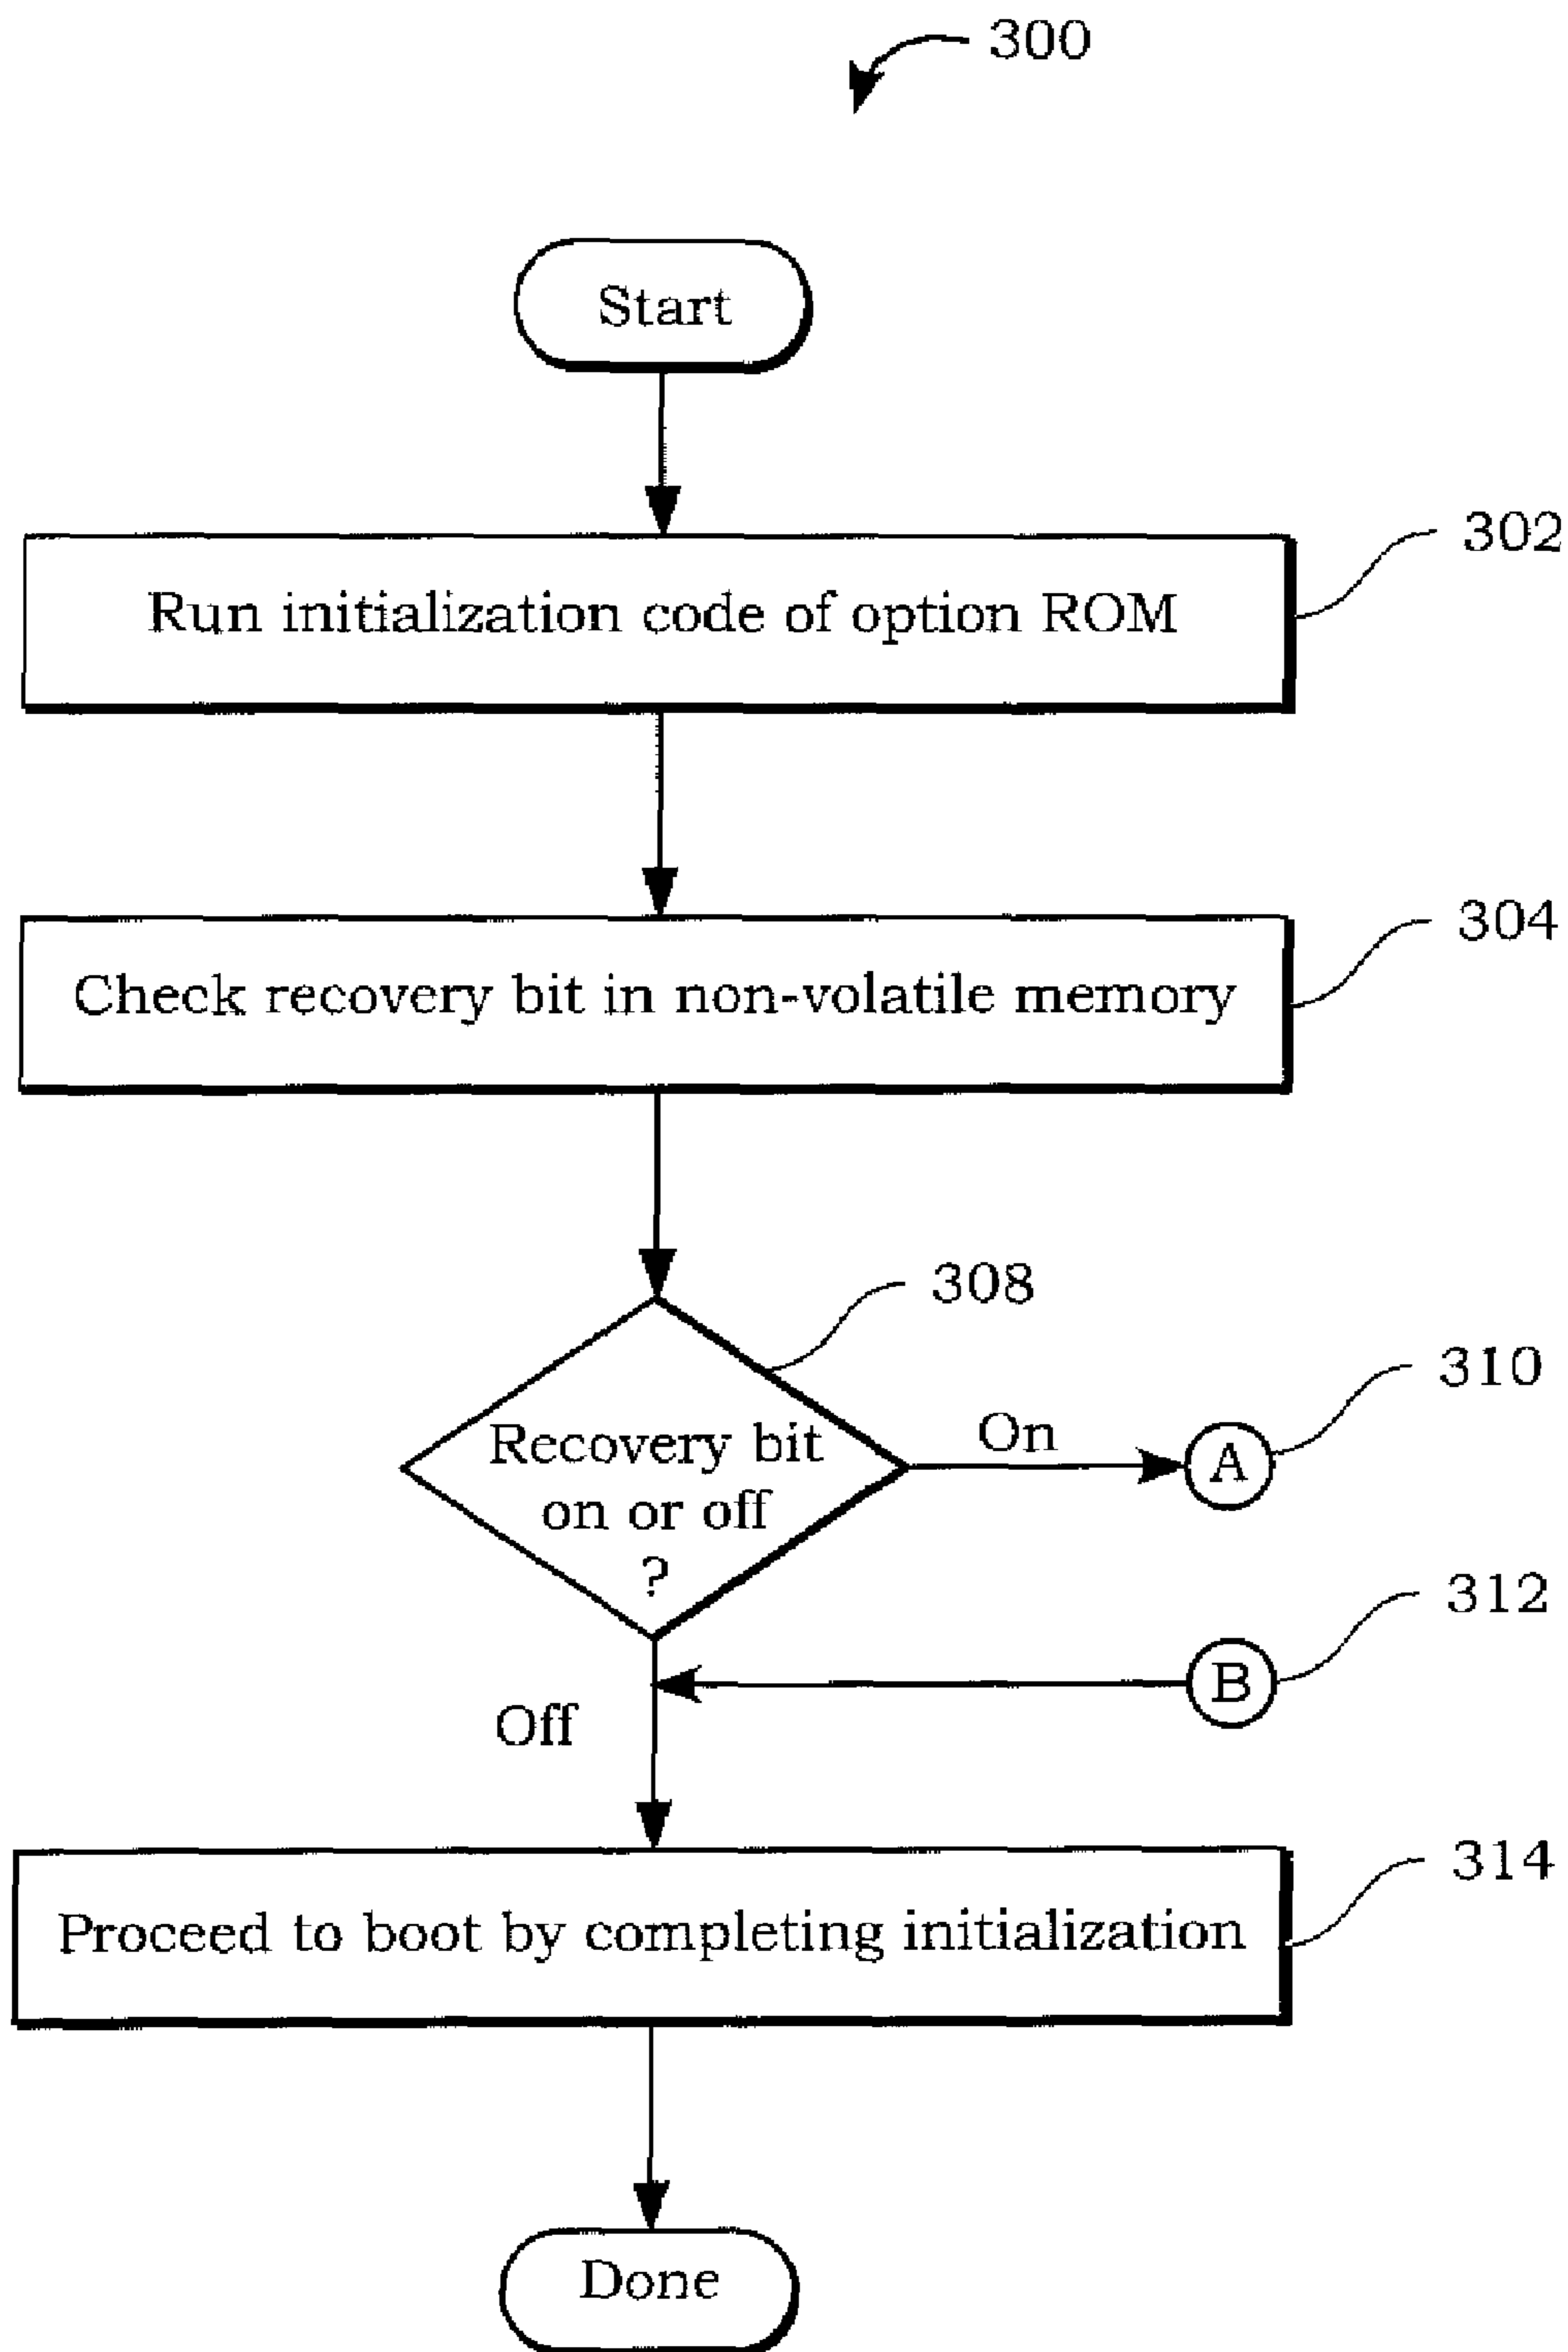 300
Start
302
Run initialization code of option ROM
304
Check recovery bit in non-volatile memory
308
310
Recovery bit
on or off
?
On
A
312
B
Off
314
Proceed to boot by completing initialization
Done